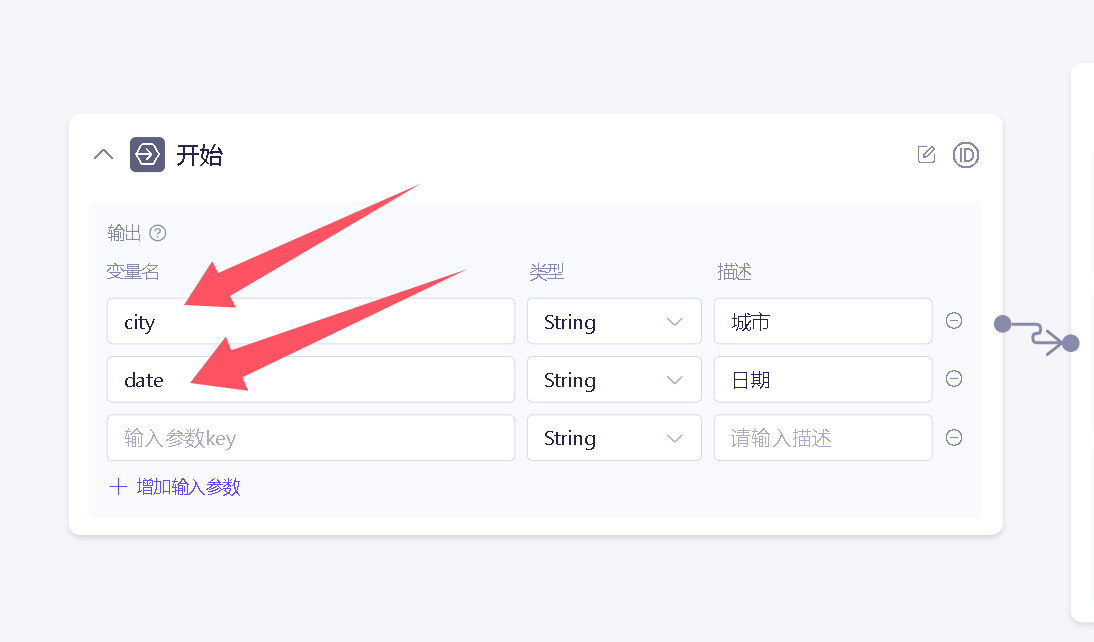 开始
输出
变量名 类型 描述
city String 城市
date String 日期
输入参数key String 请输入描述
增加输入参数